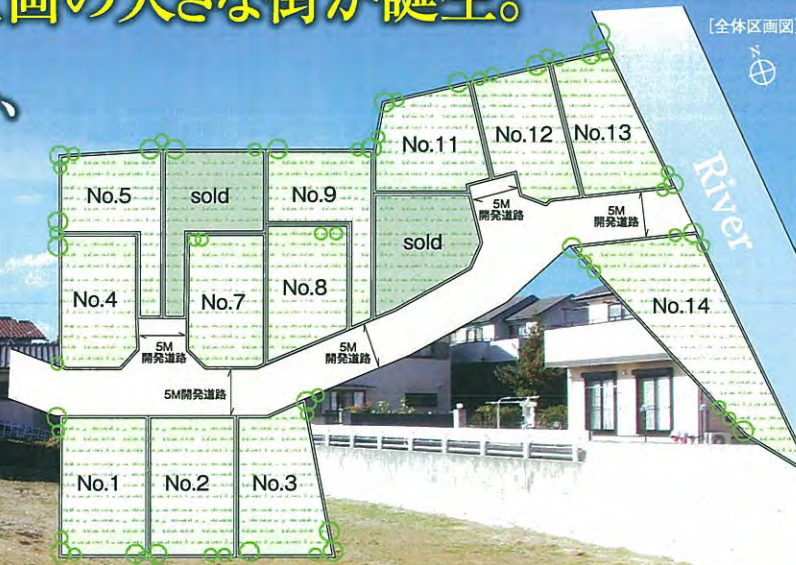 画の大きな街が誕生。
、
[全体区画図]
N
River
No.11
No.12
No.13
No.5
sold
No.9
5M
開発道路
5M
開発道路
sold
No.4
No.7
No.8
No.14
5M
開発道路
5M
開発道路
5M開発道路
No.1
No.2
No.3